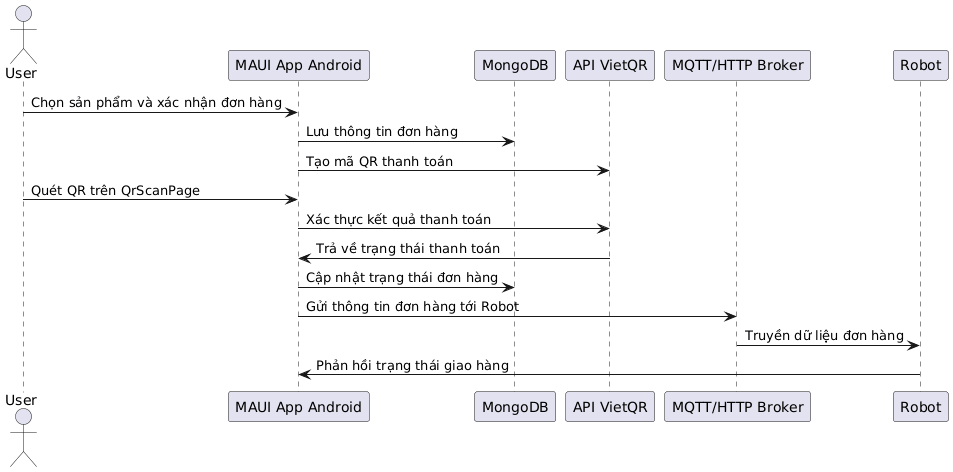 User
MAUI App Android
MongoDB
API VietQR
MQTT/HTTP Broker
Robot
Chọn sản phẩm và xác nhận đơn hàng
Lưu thông tin đơn hàng
Tạo mã QR thanh toán
Quét QR trên QrScanPage
Xác thực kết quả thanh toán
Trả về trạng thái thanh toán
Cập nhật trạng thái đơn hàng
Gửi thông tin đơn hàng tới Robot
Truyền dữ liệu đơn hàng
Phản hồi trạng thái giao hàng
User
MAUI App Android
MongoDB
API VietQR
MQTT/HTTP Broker
Robot